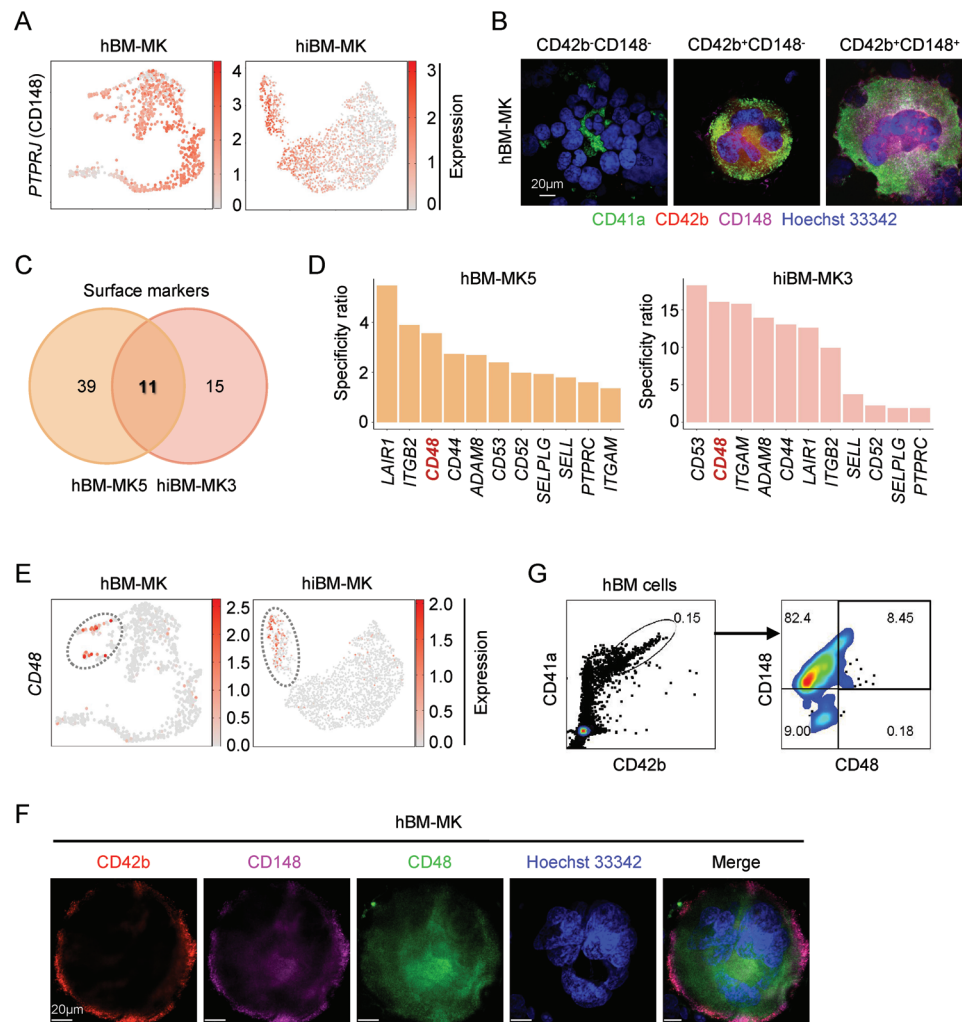 A
hBM-MK
hiBM-MK
PTPRJ (CD148)
4
3
2
1
0
3
2
1
0
Expression
B
CD42b-CD148-
CD42b+CD148-
CD42b+CD148+
hBM-MK
20μm
CD41a CD42b CD148 Hoechst 33342
C
Surface markers
39
11
15
hBM-MK5
hiBM-MK3
D
hBM-MK5
Specificity ratio
4
2
0
LAIR1
ITGB2
CD48
CD44
ADAM8
CD53
CD52
SELPLG
SELL
PTPRC
ITGAM
hiBM-MK3
Specificity ratio
15
10
5
0
CD53
CD48
ITGAM
ADAM8
CD44
LAIR1
ITGB2
SELL
CD52
SELPLG
PTPRC
E
hBM-MK
hiBM-MK
CD48
2.5
2.0
1.5
1.0
0.5
0.0
2.0
1.5
1.0
0.5
0.0
Expression
G
hBM cells
0.15
CD41a
CD42b
82.4
8.45
CD148
9.00
0.18
CD48
F
hBM-MK
CD42b
CD148
CD48
Hoechst 33342
Merge
20μm